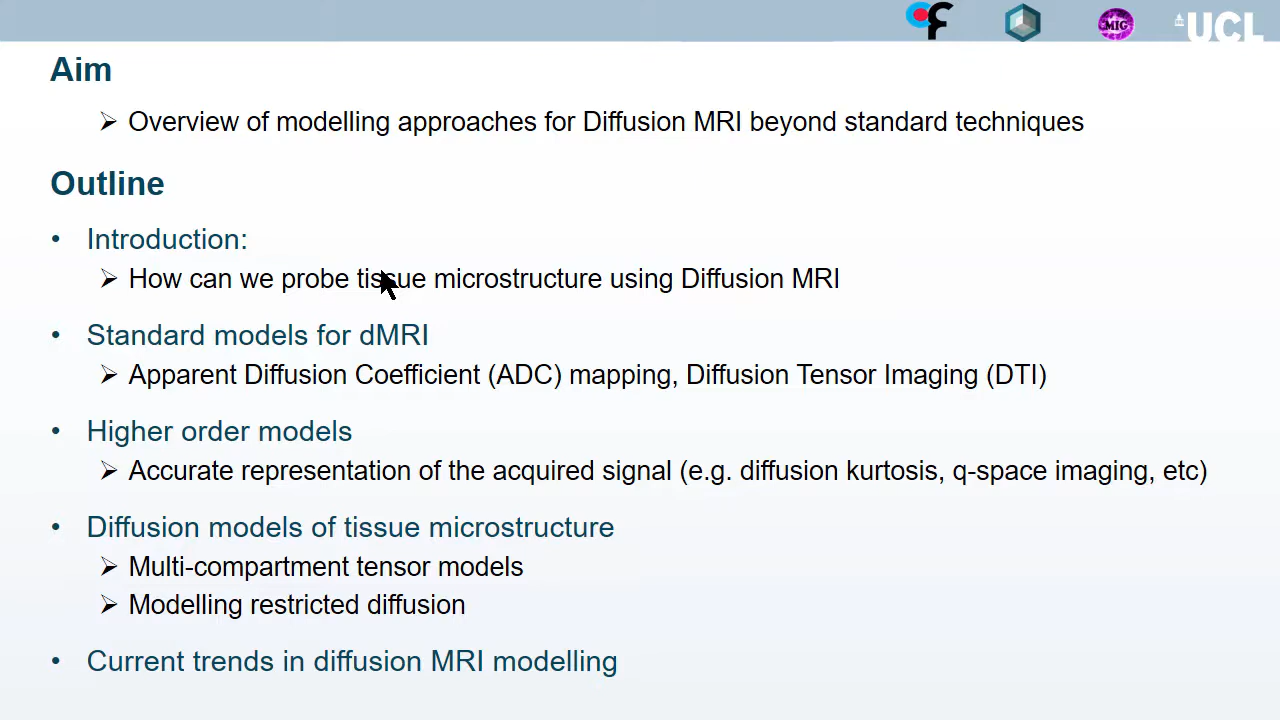 CF
MIG
UCL
Aim
➢ Overview of modelling approaches for Diffusion MRI beyond standard techniques
Outline
• Introduction:
➢ How can we probe tissue microstructure using Diffusion MRI
• Standard models for dMRI
➢ Apparent Diffusion Coefficient (ADC) mapping, Diffusion Tensor Imaging (DTI)
• Higher order models
➢ Accurate representation of the acquired signal (e.g. diffusion kurtosis, q-space imaging, etc)
• Diffusion models of tissue microstructure
➢ Multi-compartment tensor models
➢ Modelling restricted diffusion
• Current trends in diffusion MRI modelling